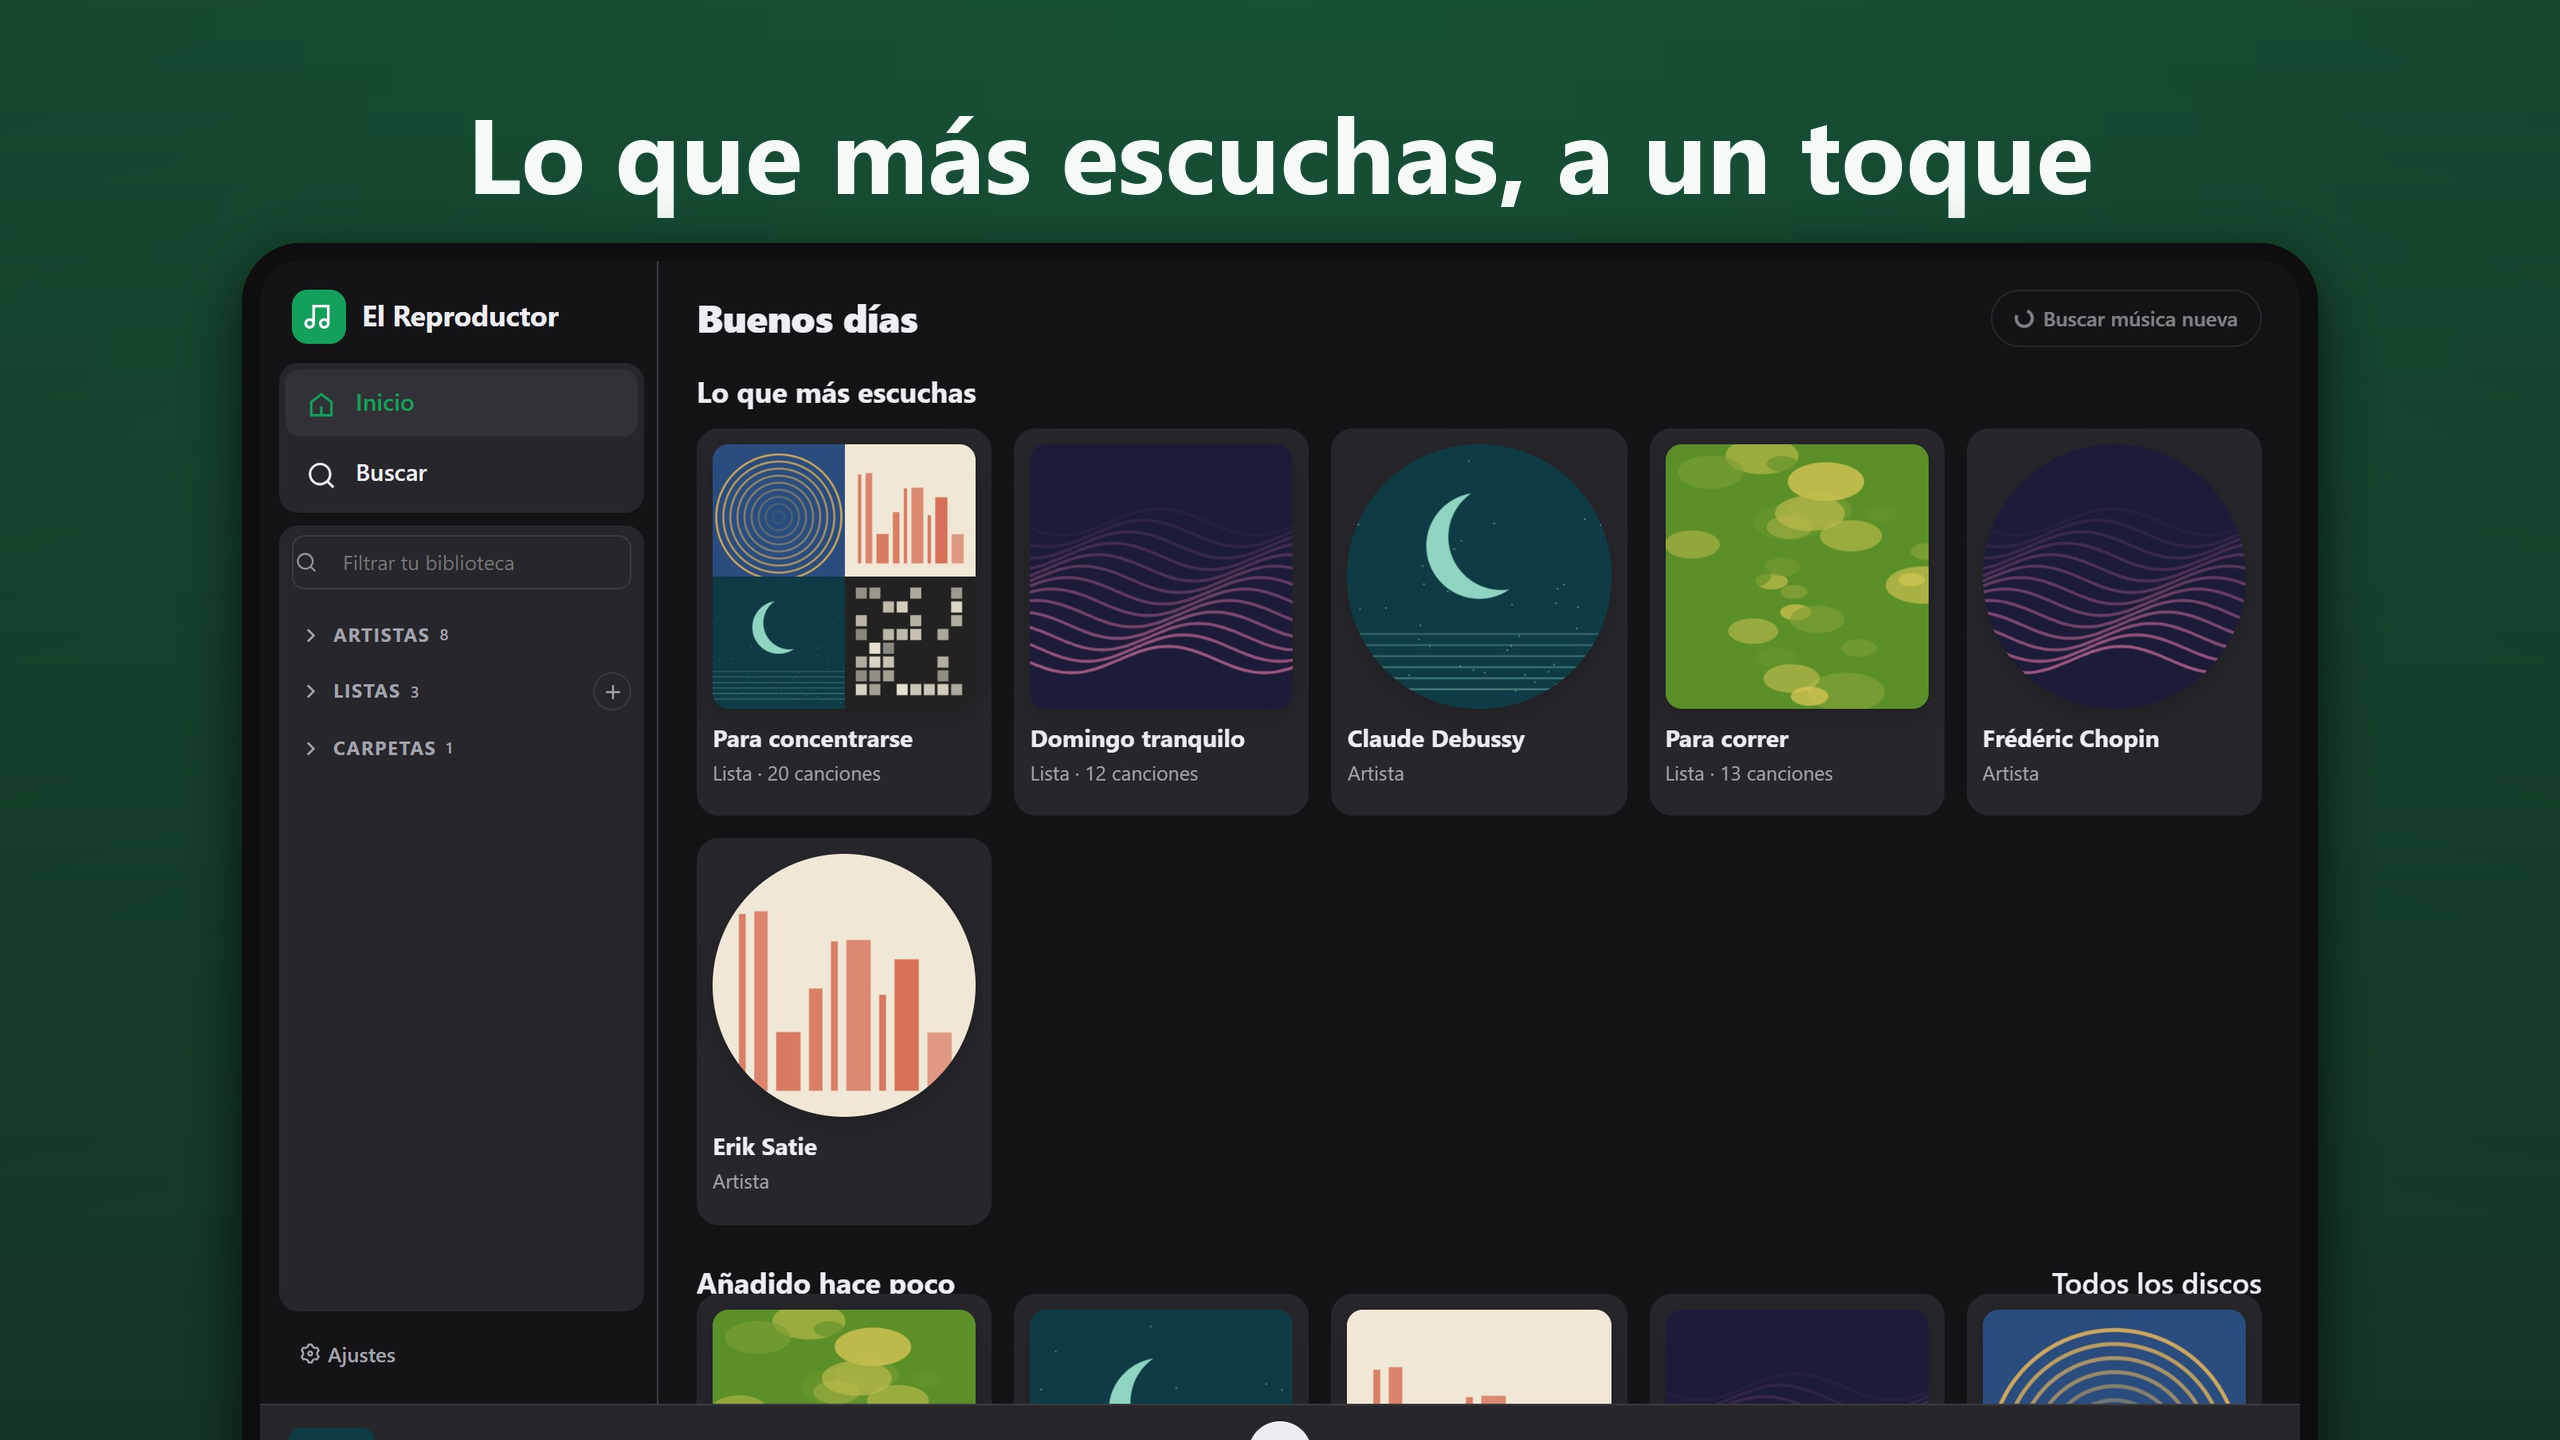 Lo que más escuchas, a un toque
El Reproductor
Inicio
Buscar
Filtrar tu biblioteca
ARTISTAS 8
LISTAS 3
CARPETAS 1
Ajustes
Buenos días
Buscar música nueva
Lo que más escuchas
Para concentrarse
Lista · 20 canciones
Domingo tranquilo
Lista · 12 canciones
Claude Debussy
Artista
Para correr
Lista · 13 canciones
Frédéric Chopin
Artista
Erik Satie
Artista
Añadido hace poco
Todos los discos